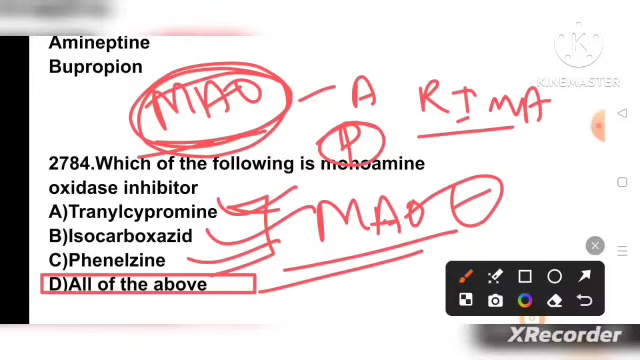 Amineptine
Bupropion
KINEMASTER
MAO - A RIMA
2784.Which of the following is monoamine
oxidase inhibitor
A)Tranylcypromine
B)Isocarboxazid
C)Phenelzine
D)All of the above
MAO
XRecorder